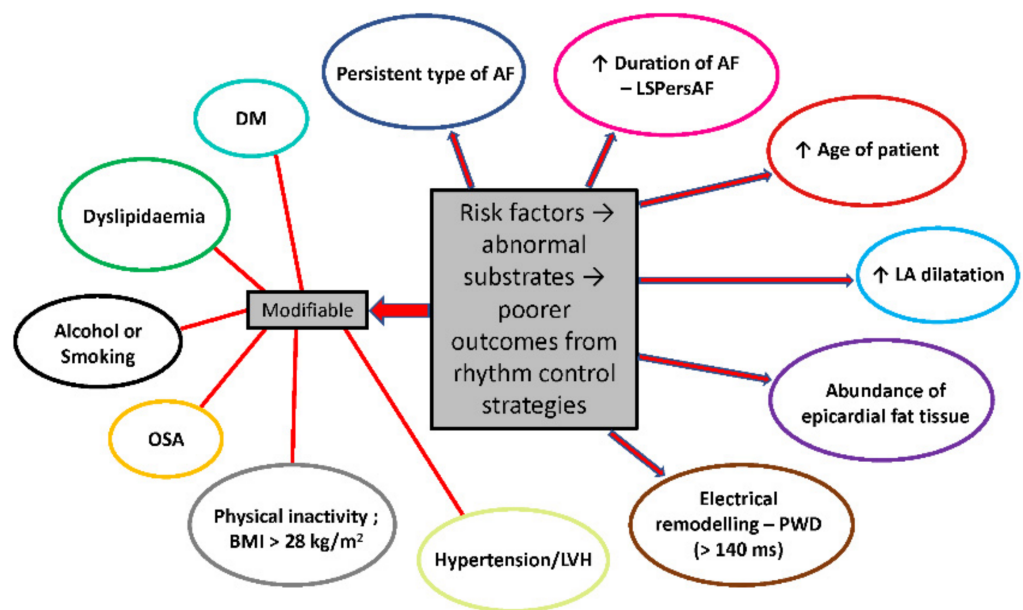 Persistent type of AF
↑ Duration of AF
– LSPersAF
DM
↑ Age of patient
Dyslipidaemia
Risk factors →
abnormal
substrates →
poorer
outcomes from
rhythm control
strategies
↑ LA dilatation
Modifiable
Alcohol or
Smoking
Abundance of
epicardial fat tissue
OSA
Physical inactivity ;
BMI > 28 kg/m²
Hypertension/LVH
Electrical
remodelling – PWD
(> 140 ms)